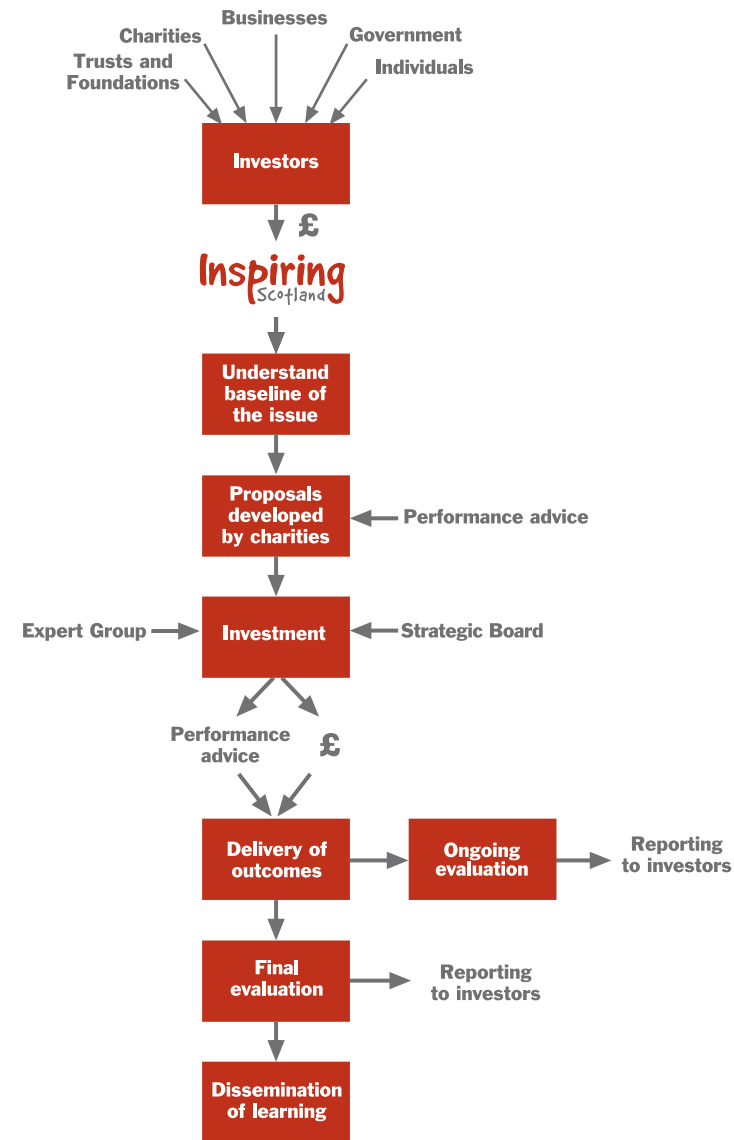 Businesses
Charities
Government
Trusts and
Foundations
Individuals
Investors
£
Inspiring
Scotland
Understand
baseline of
the issue
Proposals
developed
by charities
Performance advice
Expert Group
Investment
Strategic Board
Performance
advice
£
Delivery of
outcomes
Ongoing
evaluation
Reporting
to investors
Final
evaluation
Reporting
to investors
Dissemination
of learning